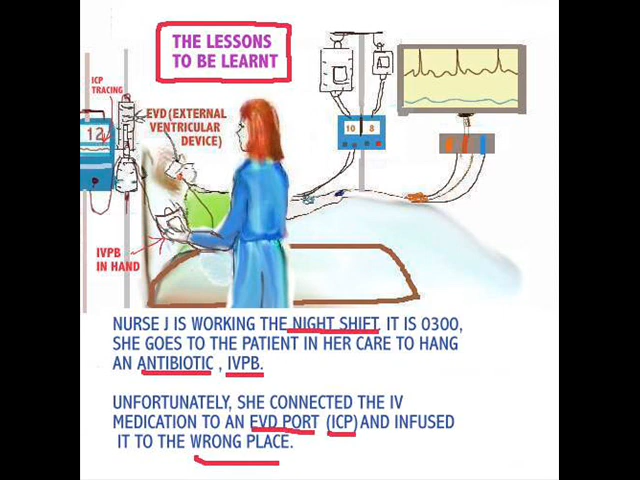 THE LESSONS
TO BE LEARNT
ICP
TRACING
EVD (EXTERNAL
VENTRICULAR
DEVICE)
12
10 8
A
IVPB
IN HAND
NURSE J IS WORKING THE NIGHT SHIFT. IT IS 0300,
SHE GOES TO THE PATIENT IN HER CARE TO HANG
AN ANTIBIOTIC , IVPB.
UNFORTUNATELY, SHE CONNECTED THE IV
MEDICATION TO AN EVD PORT (ICP) AND INFUSED
IT TO THE WRONG PLACE.